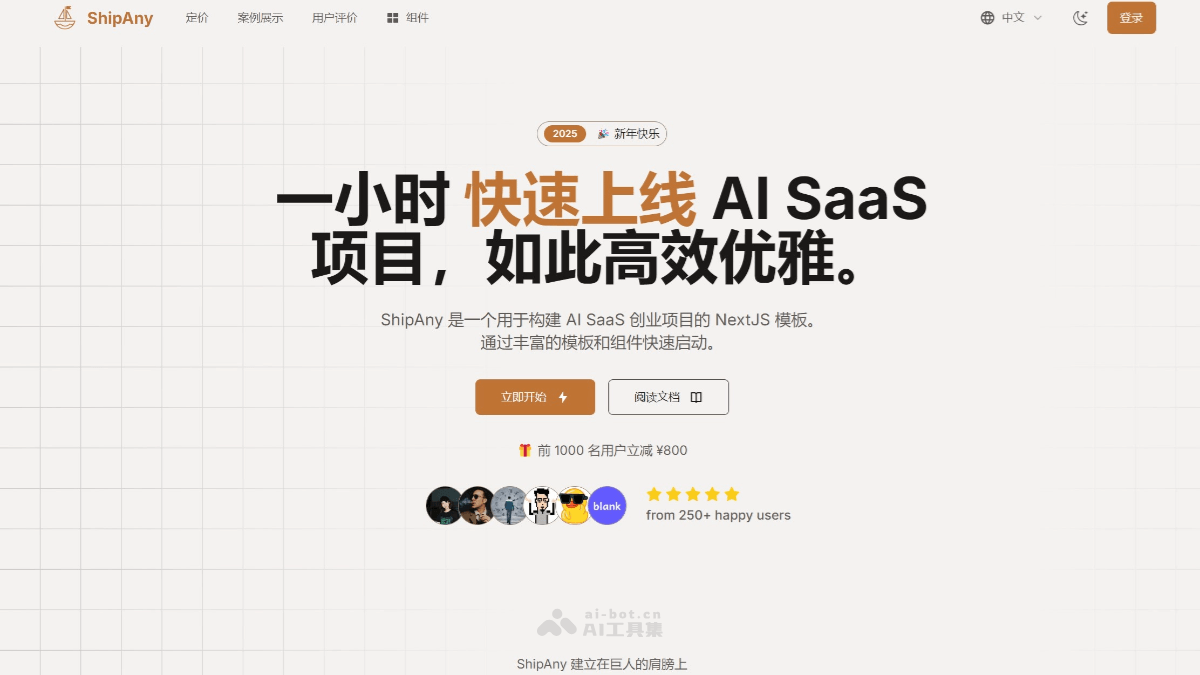 ShipAny 定价 案例展示 用户评价 组件 中文 登录
2025 🎉 新年快乐
一小时 快速上线 AI SaaS
项目，如此高效优雅。
ShipAny 是一个用于构建 AI SaaS 创业项目的 NextJS 模板。
通过丰富的模板和组件快速启动。
立即开始 阅读文档
🎁 前 1000 名用户立减 ¥800
blank
from 250+ happy users
ai-bot.cn
AI工具集
ShipAny 建立在巨人的肩膀上